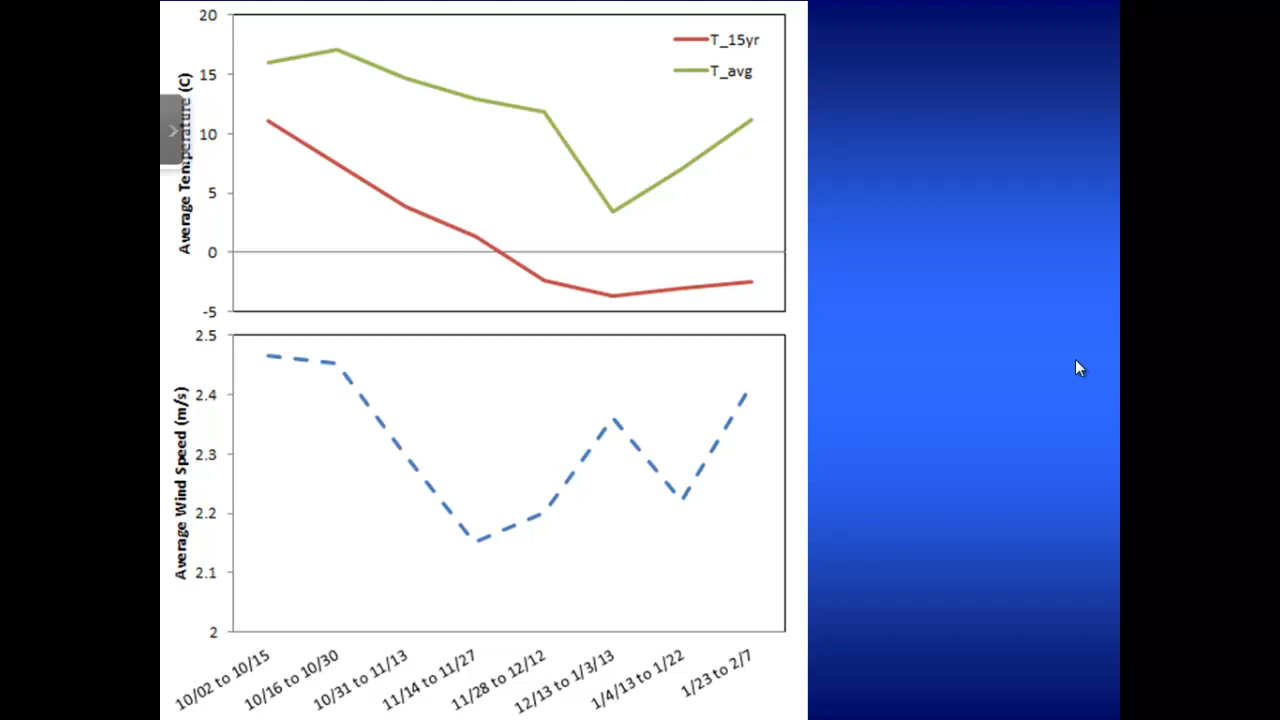 20
T_15yr
15
T_avg
10
5
0
-5
Average Temperature (C)
2.5
2.4
2.3
2.2
2.1
2
Average Wind Speed (m/s)
10/02 to 10/15
10/16 to 10/30
10/31 to 11/13
11/14 to 11/27
11/28 to 12/12
12/13 to 1/3/13
1/4/13 to 1/22
1/23 to 2/7